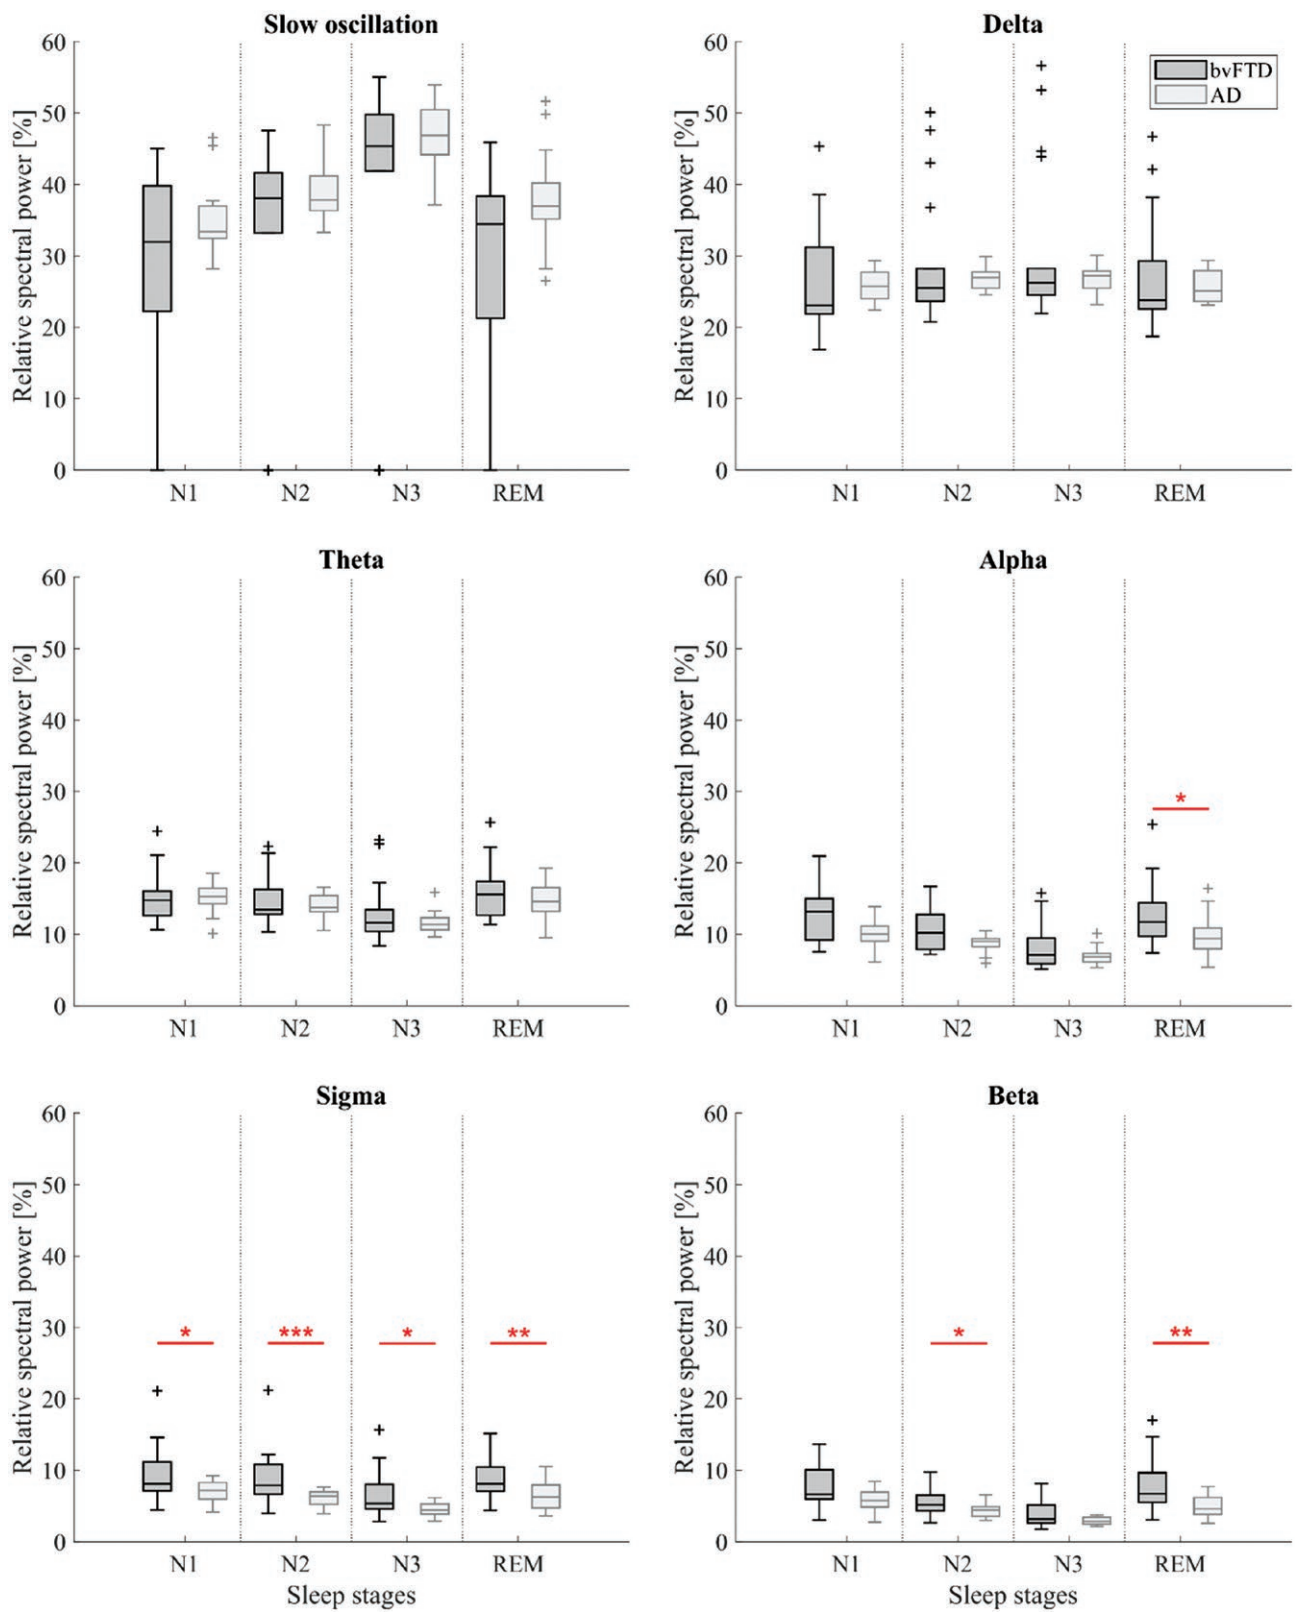 Slow oscillation
Relative spectral power [%]
60
50
40
30
20
10
0
N1 N2 N3 REM
Delta
bvFTD
AD
Relative spectral power [%]
60
50
40
30
20
10
0
N1 N2 N3 REM
Theta
Relative spectral power [%]
60
50
40
30
20
10
0
N1 N2 N3 REM
Alpha
Relative spectral power [%]
60
50
40
30
20
10
0
*
N1 N2 N3 REM
Sigma
Relative spectral power [%]
60
50
40
30
20
10
0
* *** * **
N1 N2 N3 REM
Sleep stages
Beta
Relative spectral power [%]
60
50
40
30
20
10
0
* **
N1 N2 N3 REM
Sleep stages